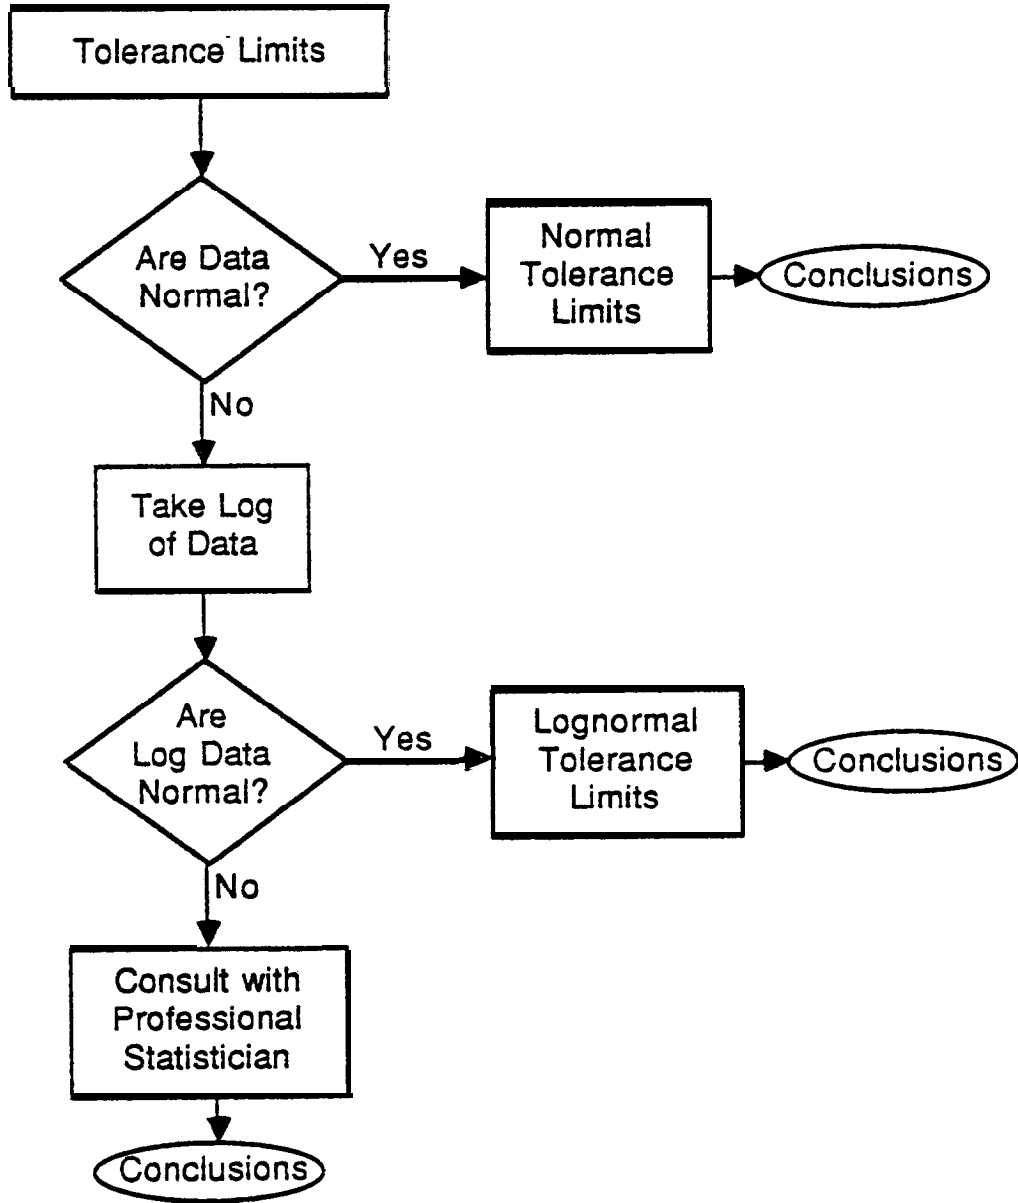 Tolerance Limits
Are Data
Normal?
Yes
Normal
Tolerance
Limits
Conclusions
No
Take Log
of Data
Are
Log Data
Normal?
Yes
Lognormal
Tolerance
Limits
Conclusions
No
Consult with
Professional
Statistician
Conclusions